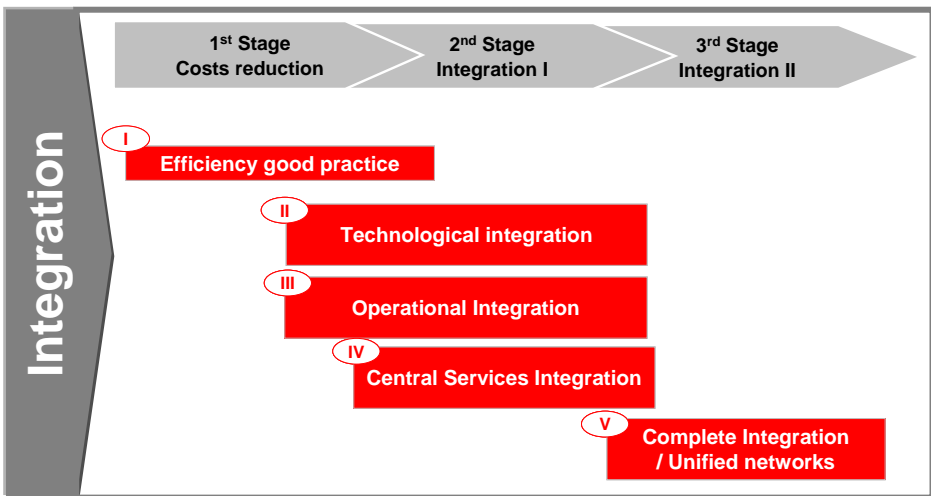 Integration
1st Stage
Costs reduction
2nd Stage
Integration I
3rd Stage
Integration II
I
Efficiency good practice
II
Technological integration
III
Operational Integration
IV
Central Services Integration
V
Complete Integration
/ Unified networks